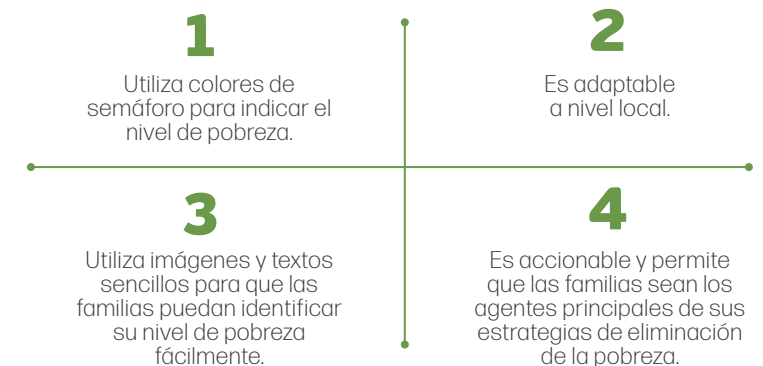 1
Utiliza colores de
semáforo para indicar el
nivel de pobreza.
2
Es adaptable
a nivel local.
3
Utiliza imágenes y textos
sencillos para que las
familias puedan identificar
su nivel de pobreza
fácilmente.
4
Es accionable y permite
que las familias sean los
agentes principales de sus
estrategias de eliminación
de la pobreza.